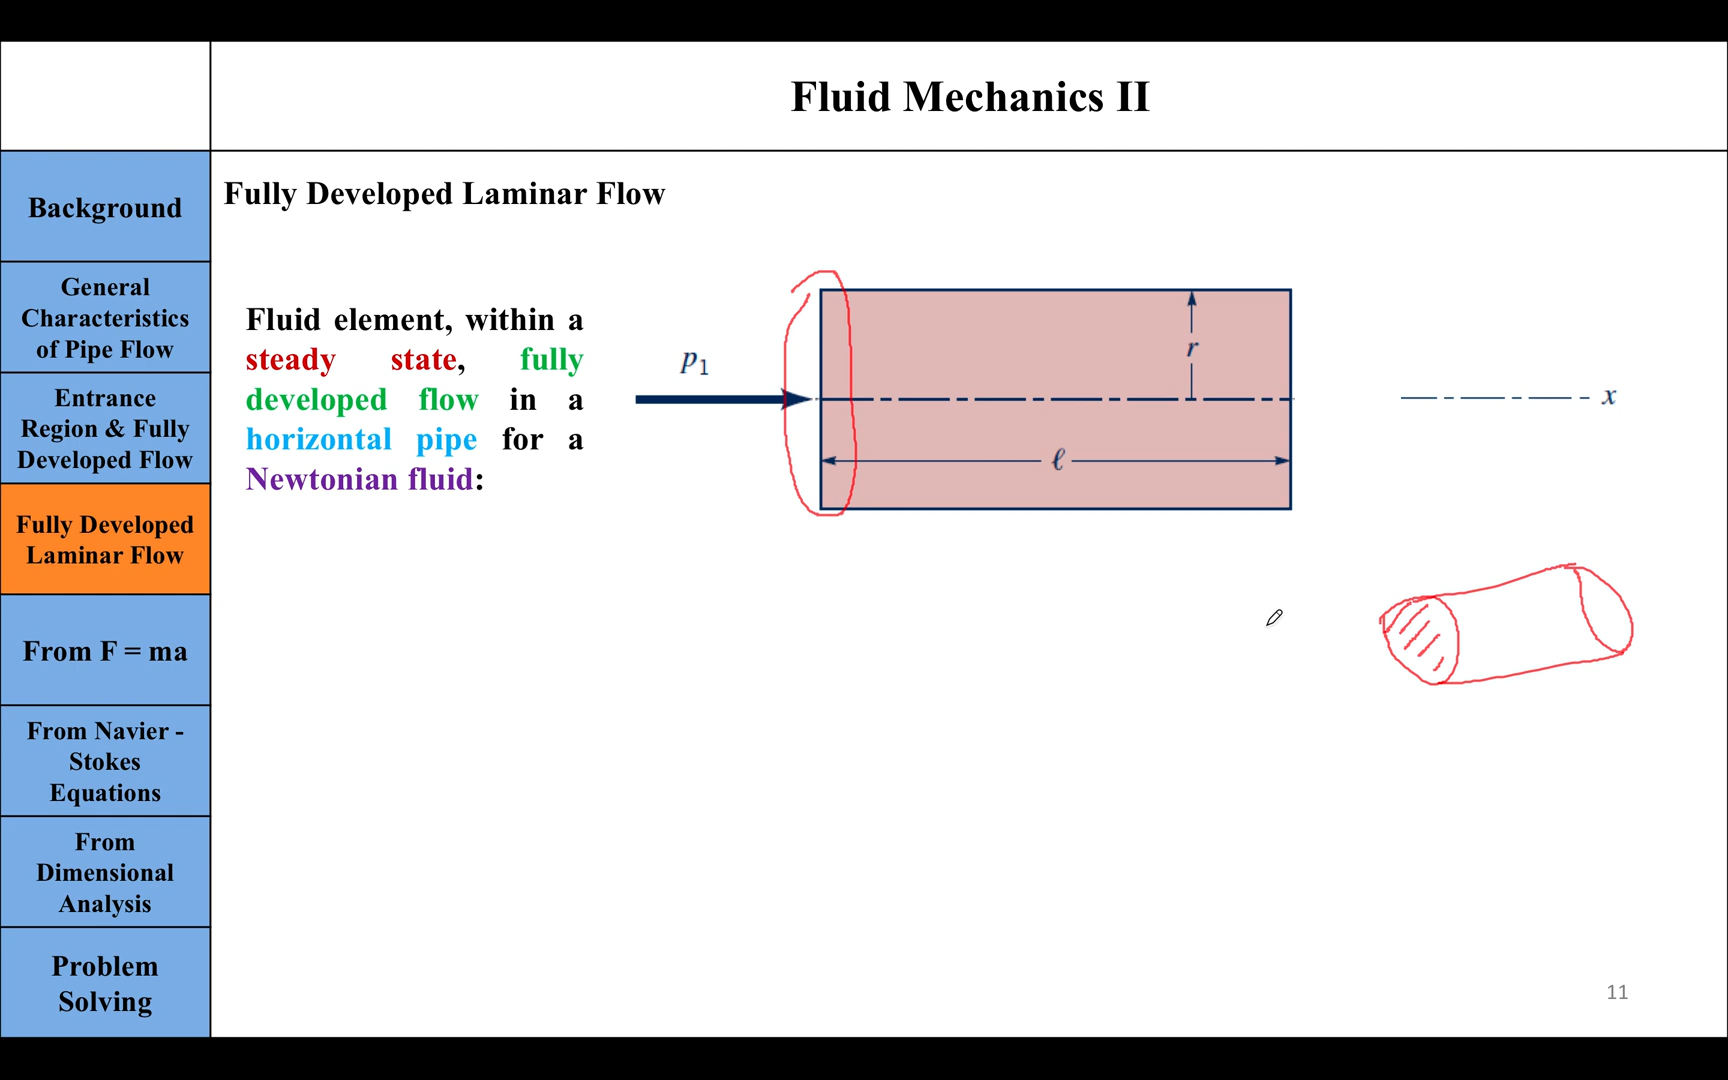 Fluid Mechanics II
Background
General
Characteristics
of Pipe Flow
Entrance
Region & Fully
Developed Flow
Fully Developed
Laminar Flow
From F = ma
From Navier -
Stokes
Equations
From
Dimensional
Analysis
Problem
Solving
Fully Developed Laminar Flow
Fluid element, within a
steady state, fully
developed flow in a
horizontal pipe for a
Newtonian fluid:
p₁
r
ℓ
x
11